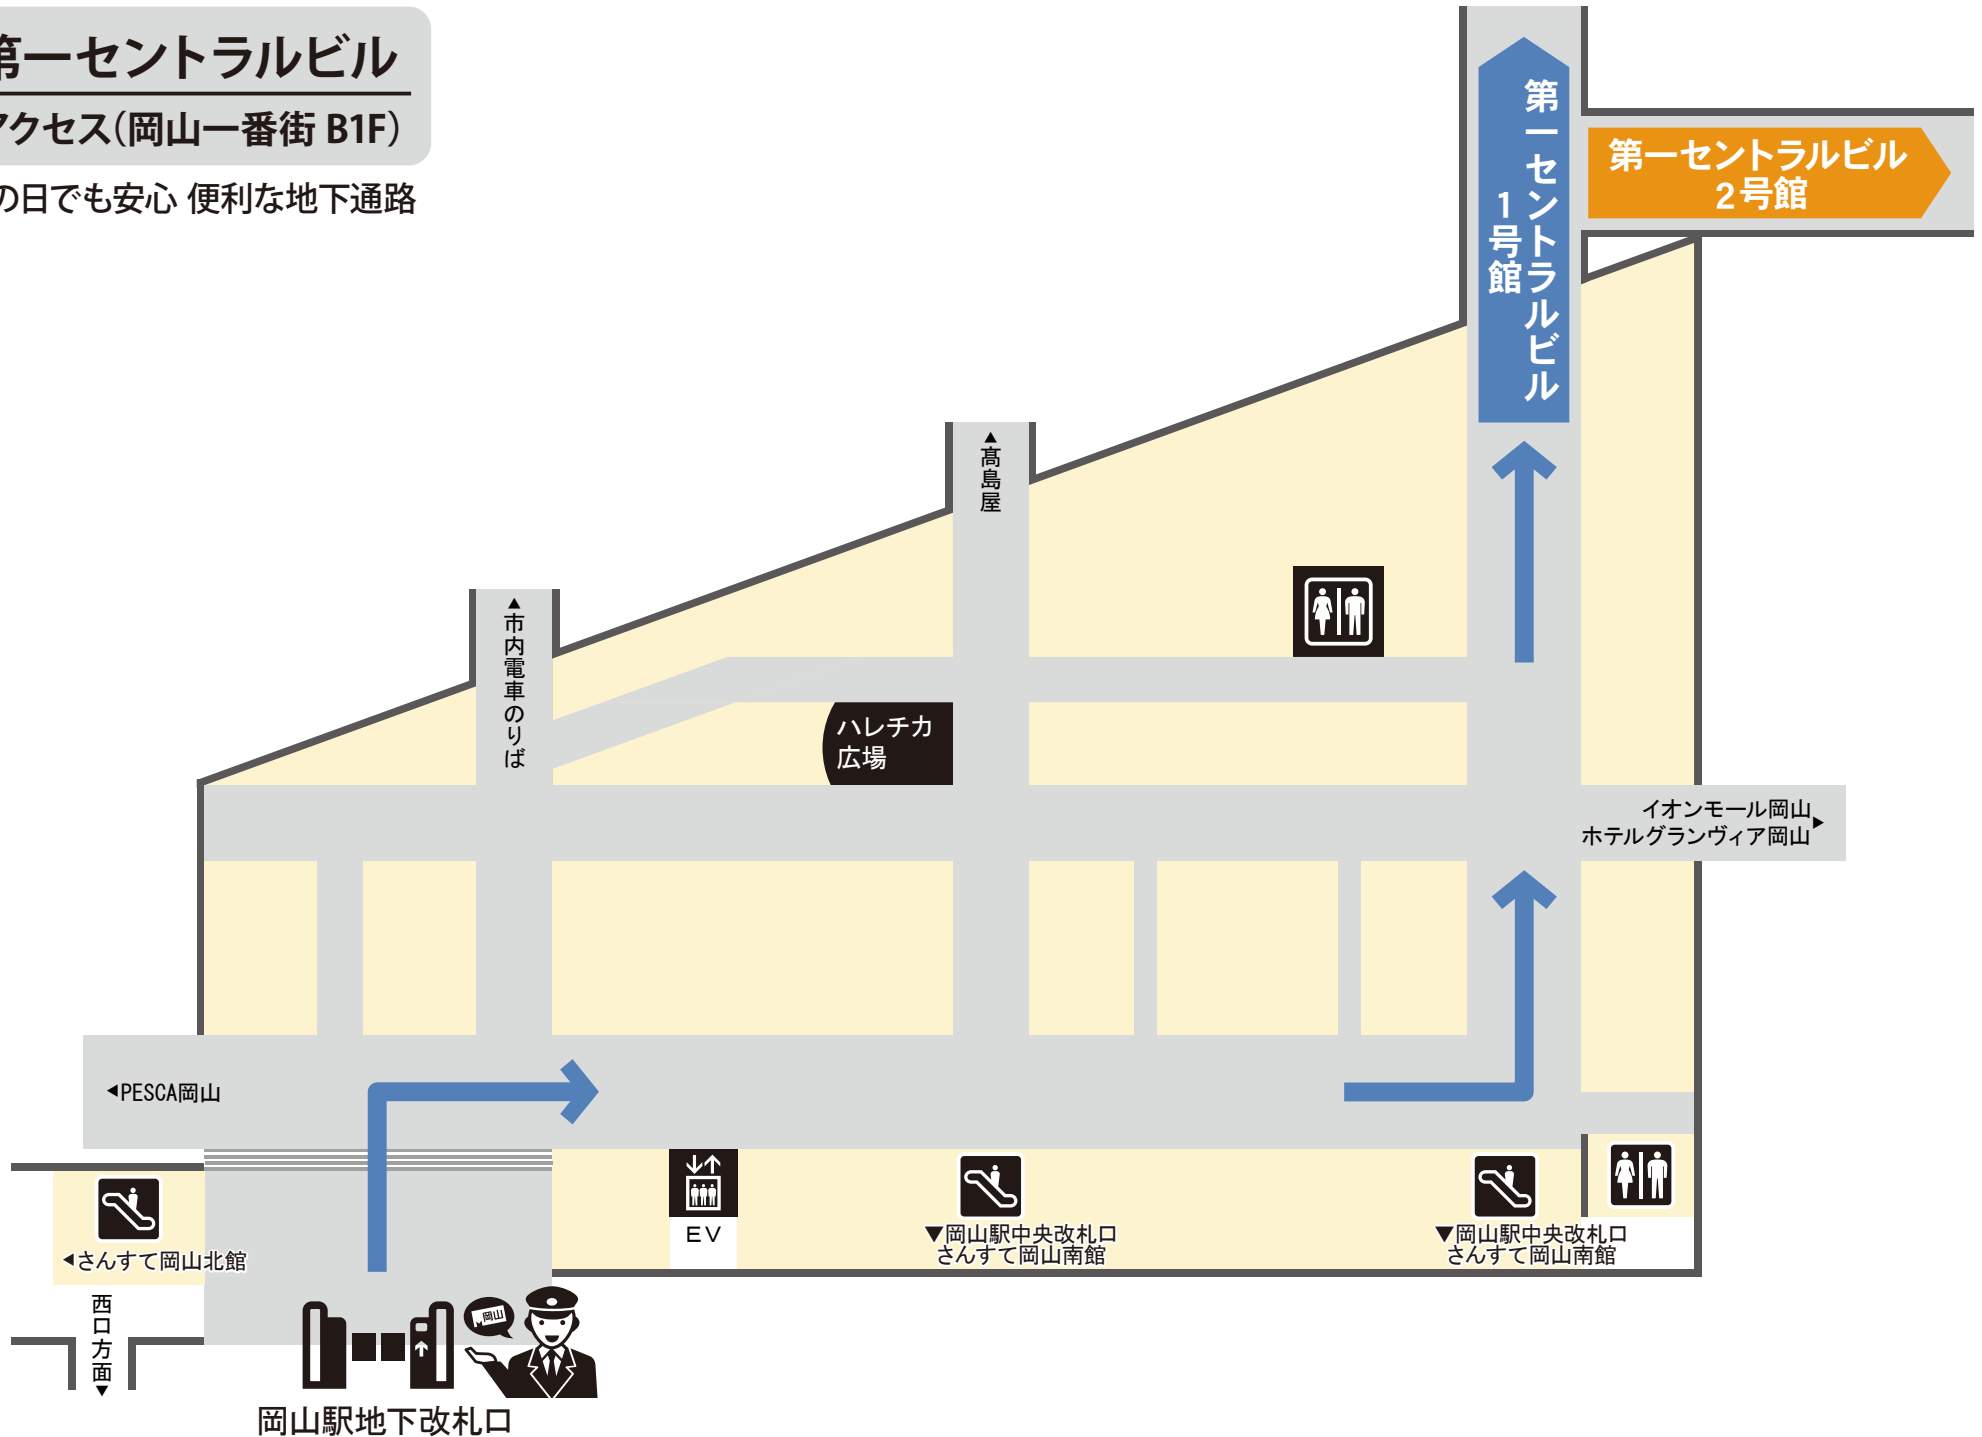 第一セントラルビル
アクセス(岡山一番街 B1F)
の日でも安心 便利な地下通路
第一セントラルビル
1号館
第一セントラルビル
2号館
▲髙島屋
▲市内電車のりば
ハレチカ
広場
イオンモール岡山
ホテルグランヴィア岡山▶
◀PESCA岡山
EV
▼岡山駅中央改札口
さんすて岡山南館
▼岡山駅中央改札口
さんすて岡山南館
◀さんすて岡山北館
西口方面▼
岡山
岡山駅地下改札口